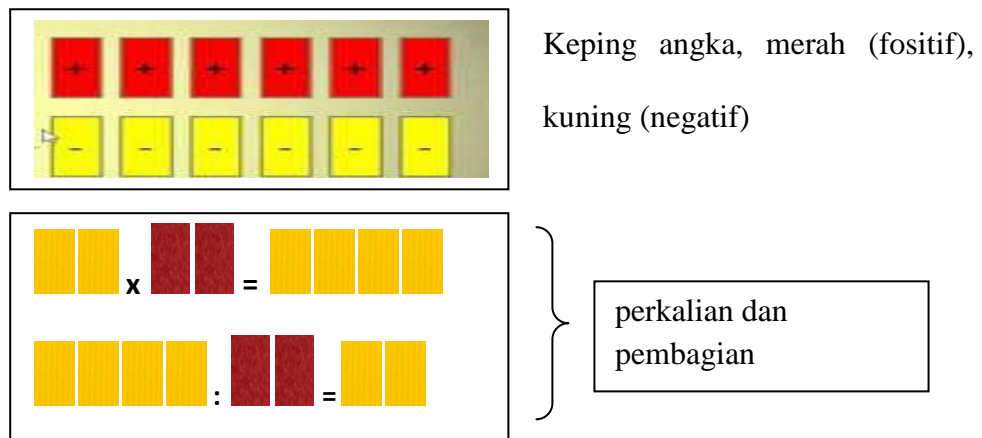 + + + + + +
- - - - - -
Keping angka, merah (fositif),
kuning (negatif)
x =
: =
perkalian dan
pembagian